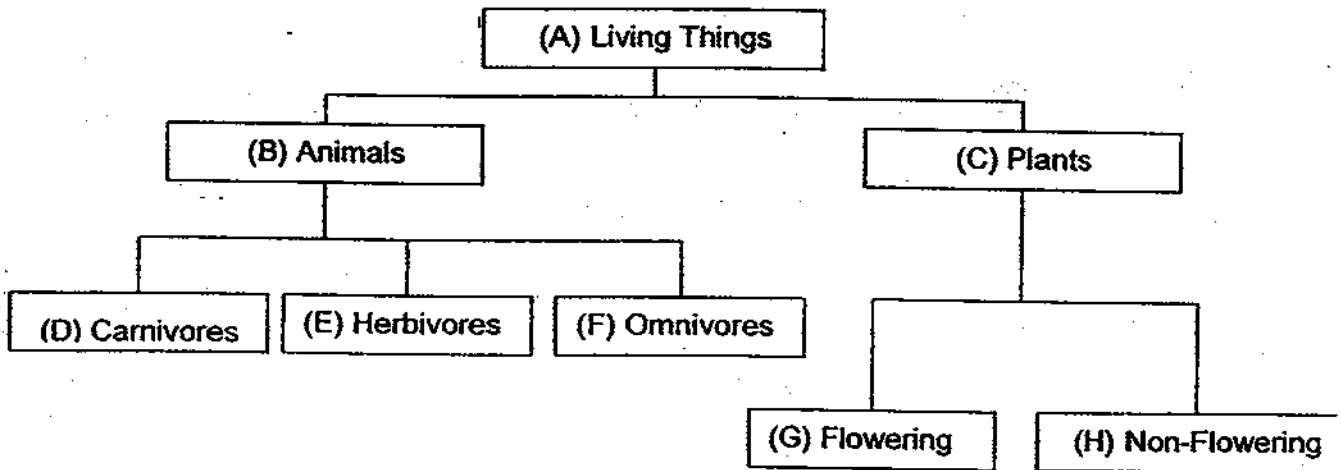 (A) Living Things
(B) Animals
(C) Plants
(D) Carnivores
(E) Herbivores
(F) Omnivores
(G) Flowering
(H) Non-Flowering